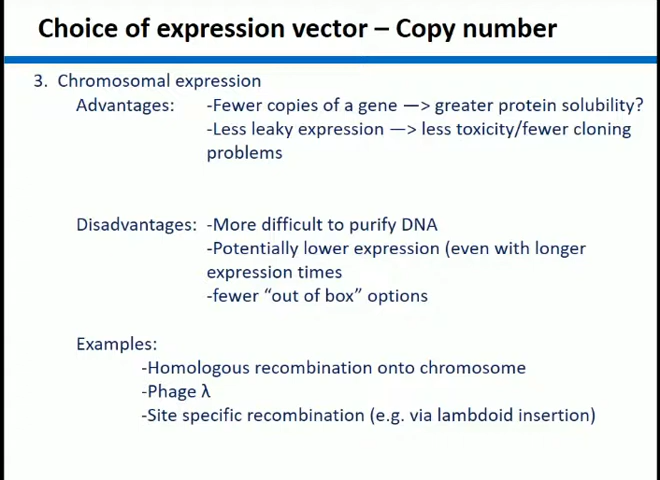 Choice of expression vector – Copy number
3. Chromosomal expression
Advantages: -Fewer copies of a gene —> greater protein solubility?
-Less leaky expression —> less toxicity/fewer cloning
problems
Disadvantages: -More difficult to purify DNA
-Potentially lower expression (even with longer
expression times
-fewer “out of box” options
Examples:
-Homologous recombination onto chromosome
-Phage λ
-Site specific recombination (e.g. via lambdoid insertion)